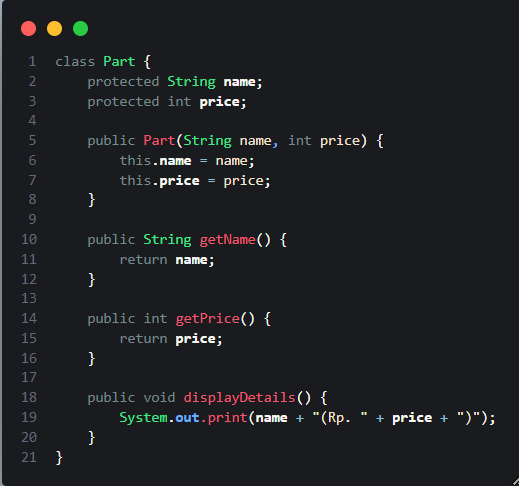 1 class Part {
2     protected String name;
3     protected int price;
4
5     public Part(String name, int price) {
6         this.name = name;
7         this.price = price;
8     }
9
10     public String getName() {
11         return name;
12     }
13
14     public int getPrice() {
15         return price;
16     }
17
18     public void displayDetails() {
19         System.out.print(name + "(Rp. " + price + ")");
20     }
21 }